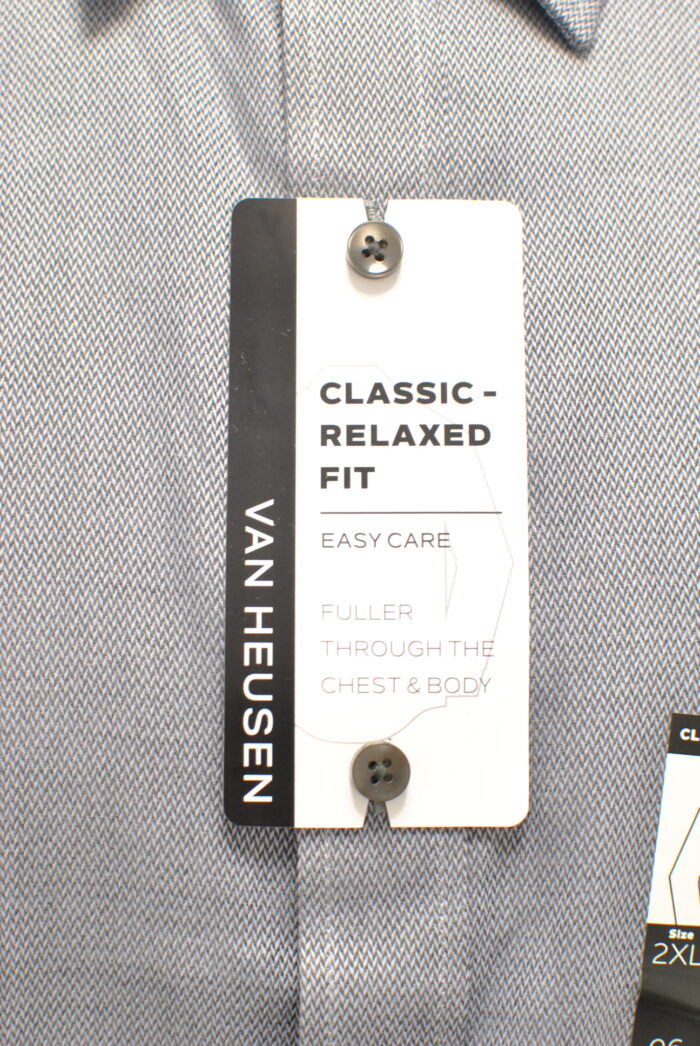 CLASSIC -
RELAXED
FIT
EASY CARE
FULLER
THROUGH THE
CHEST & BODY
VAN HEUSEN
CL
Size
2XL